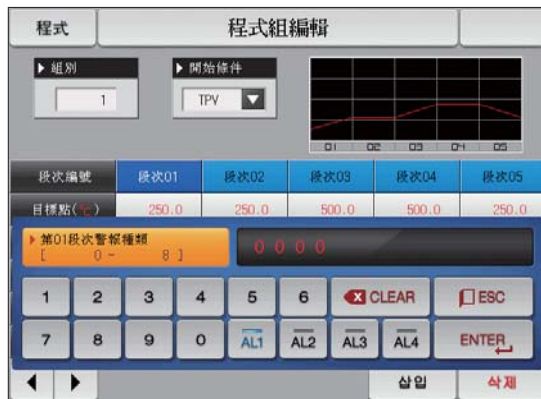 程式 程式組編輯
▶ 組別 ▶ 開始條件
1 TPV
01 02 03 04 05
段次編號 段次01 段次02 段次03 段次04 段次05
目標點(℃) 250.0 250.0 500.0 500.0 250.0
▶ 第01段次警報種類 0 0 0 0
[ 0 - 8 ]
1 2 3 4 5 6 CLEAR ESC
7 8 9 0 AL1 AL2 AL3 AL4 ENTER
삽입 삭제